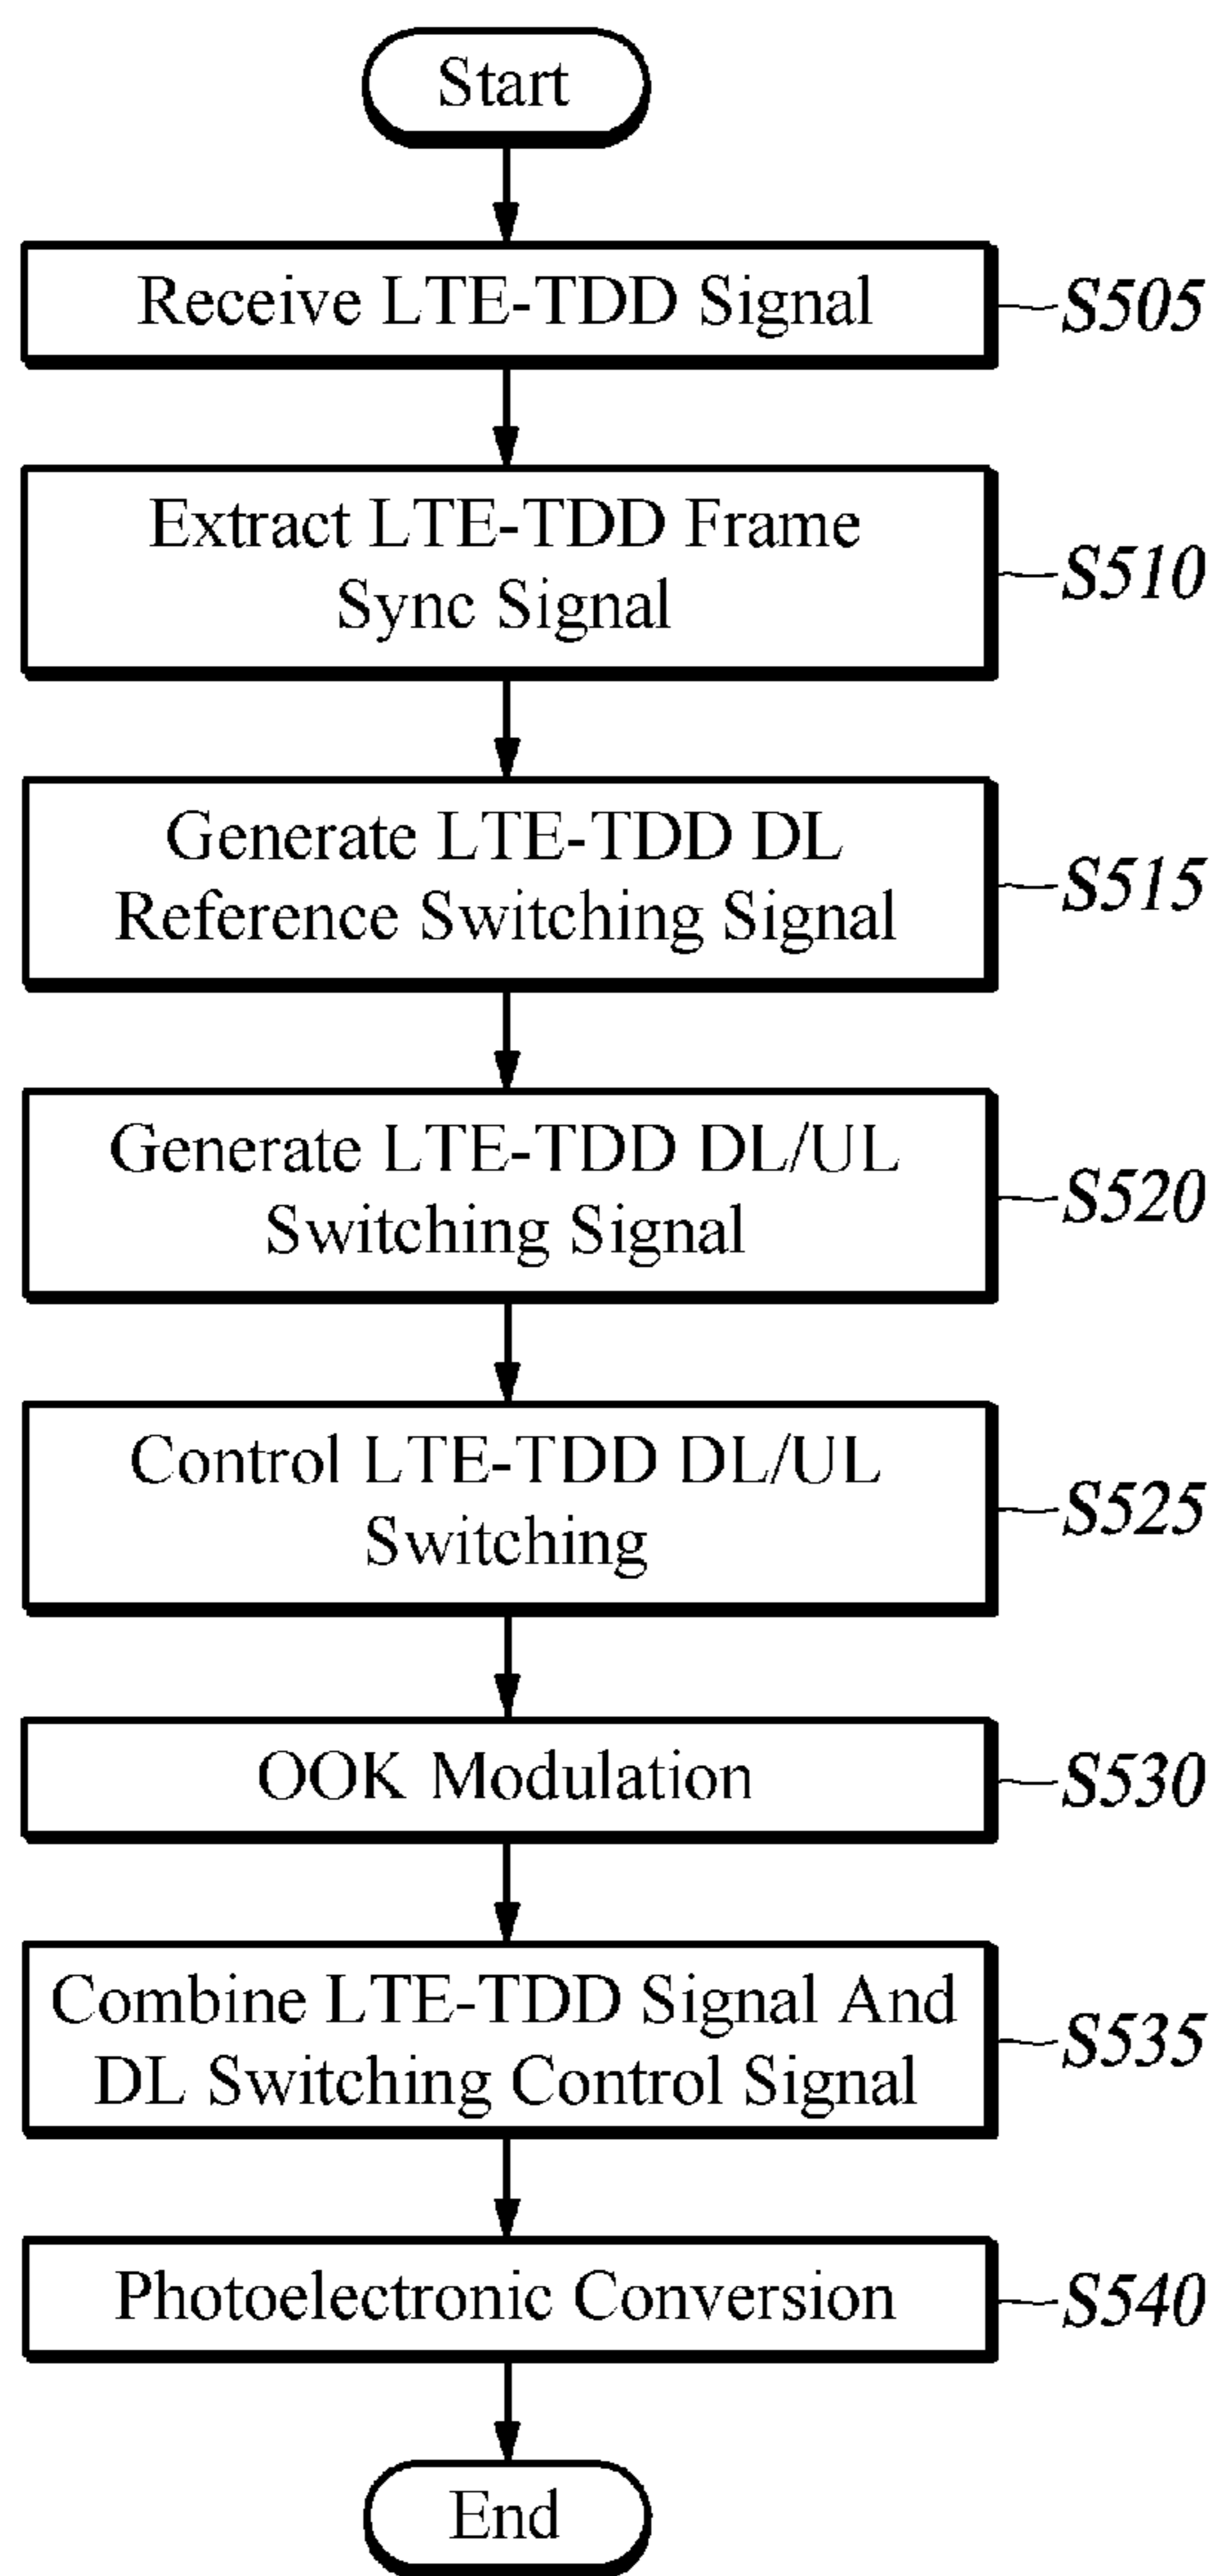 Start
Receive LTE-TDD Signal
S505
Extract LTE-TDD Frame
Sync Signal
S510
Generate LTE-TDD DL
Reference Switching Signal
S515
Generate LTE-TDD DL/UL
Switching Signal
S520
Control LTE-TDD DL/UL
Switching
S525
OOK Modulation
S530
Combine LTE-TDD Signal And
DL Switching Control Signal
S535
Photoelectronic Conversion
S540
End